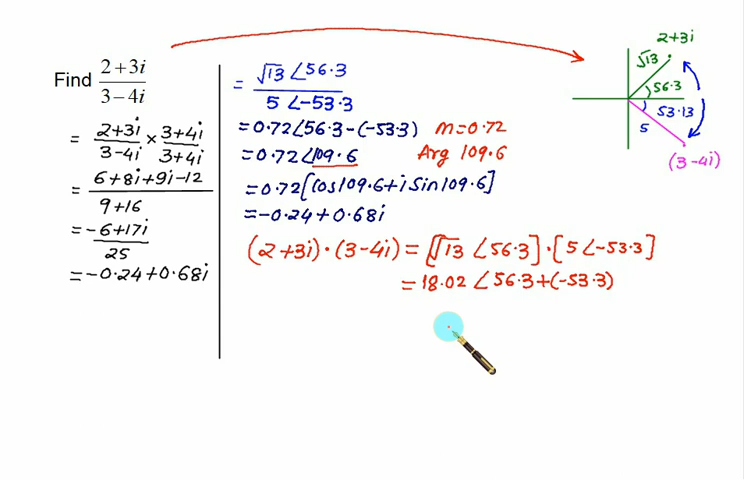 Find (2+3i)/(3−4i)
= (2+3i)/(3−4i) × (3+4i)/(3+4i)
= (6+8i+9i−12)/(9+16)
= (−6+17i)/25
= −0.24+0.68i
= (√13 ∠56.3)/(5 ∠−53.3)
= 0.72∠56.3−(−53.3) m=0.72
= 0.72∠109.6 Arg 109.6
= 0.72[Cos109.6+i Sin109.6]
= −0.24+0.68i
(2+3i)·(3−4i) = [√13 ∠56.3]·[5∠−53.3]
= 18.02 ∠56.3+(−53.3)
2+3i
√13
56.3
53.13
5
(3−4i)